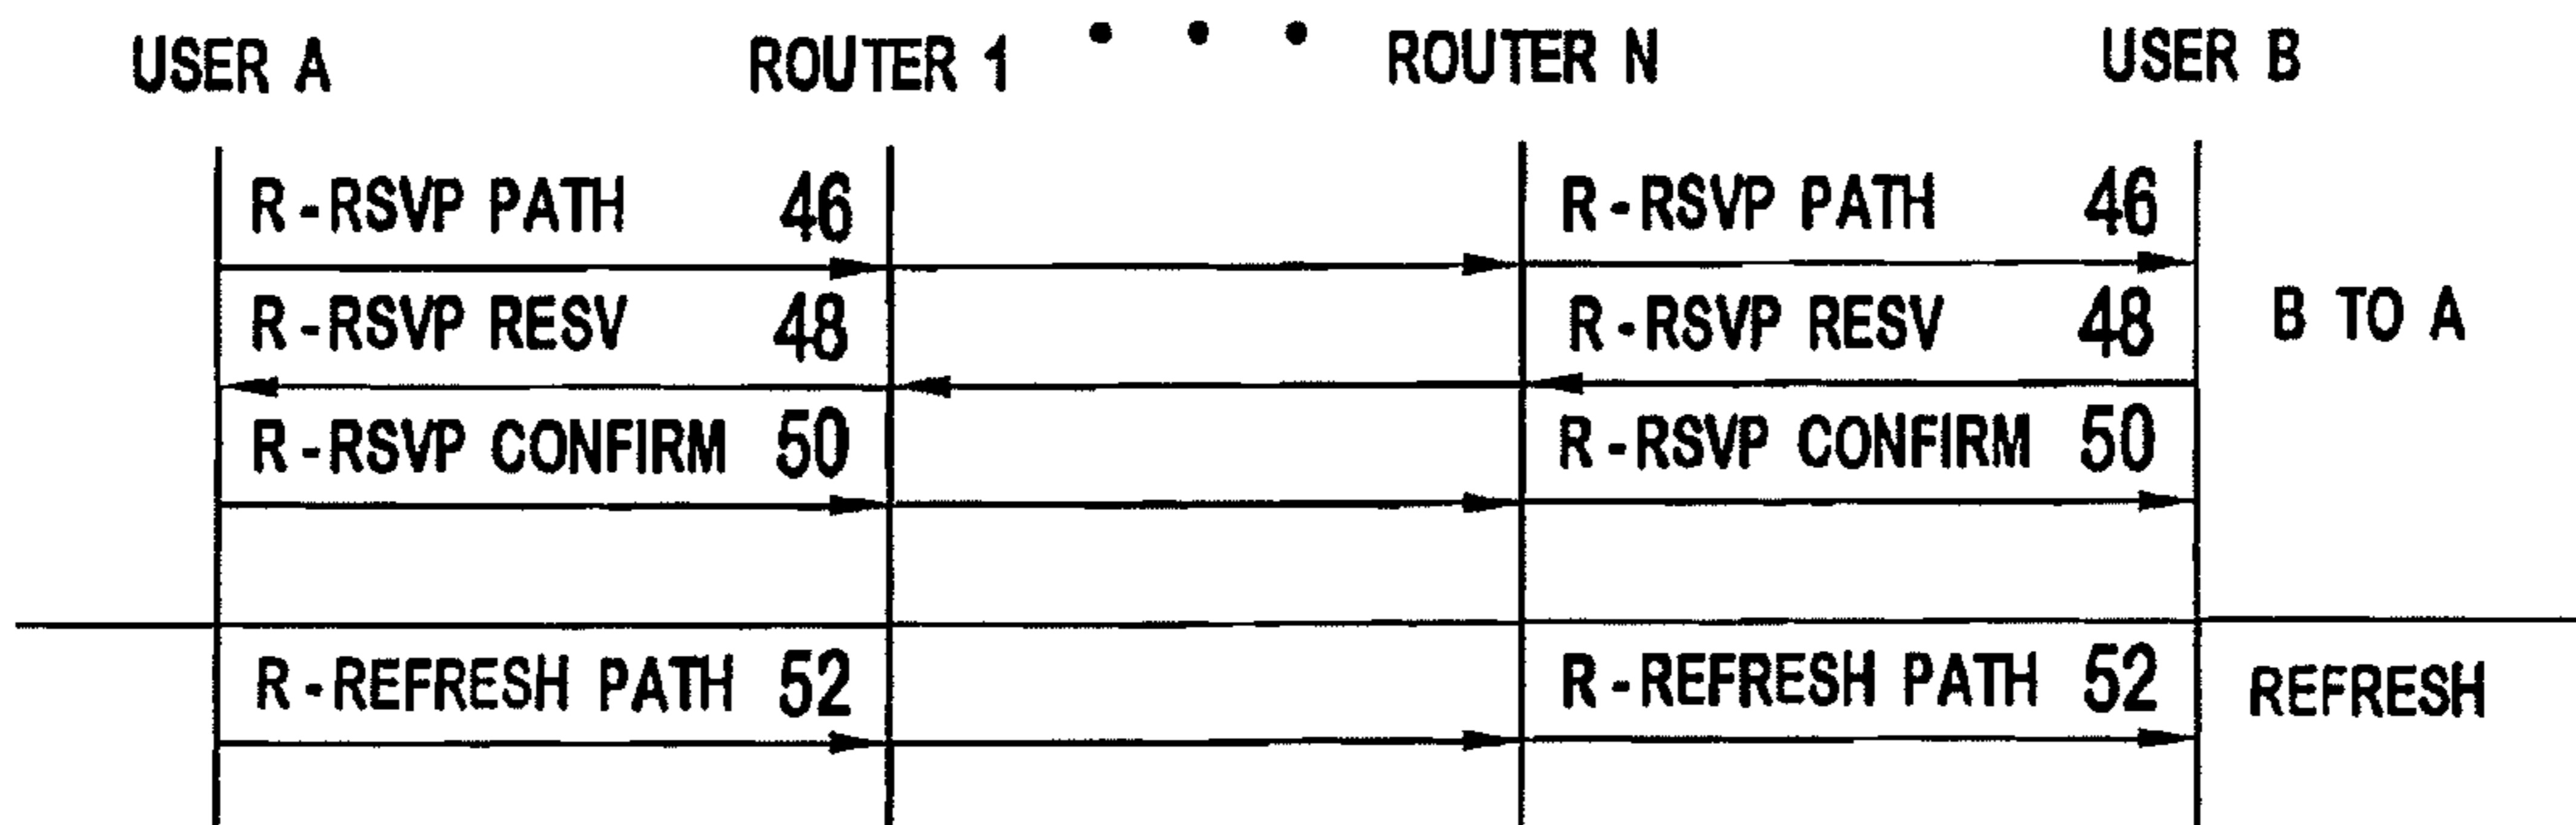 USER A ROUTER 1 • • • ROUTER N USER B
R-RSVP PATH 46 R-RSVP PATH 46
R-RSVP RESV 48 R-RSVP RESV 48 B TO A
R-RSVP CONFIRM 50 R-RSVP CONFIRM 50
R-REFRESH PATH 52 R-REFRESH PATH 52 REFRESH